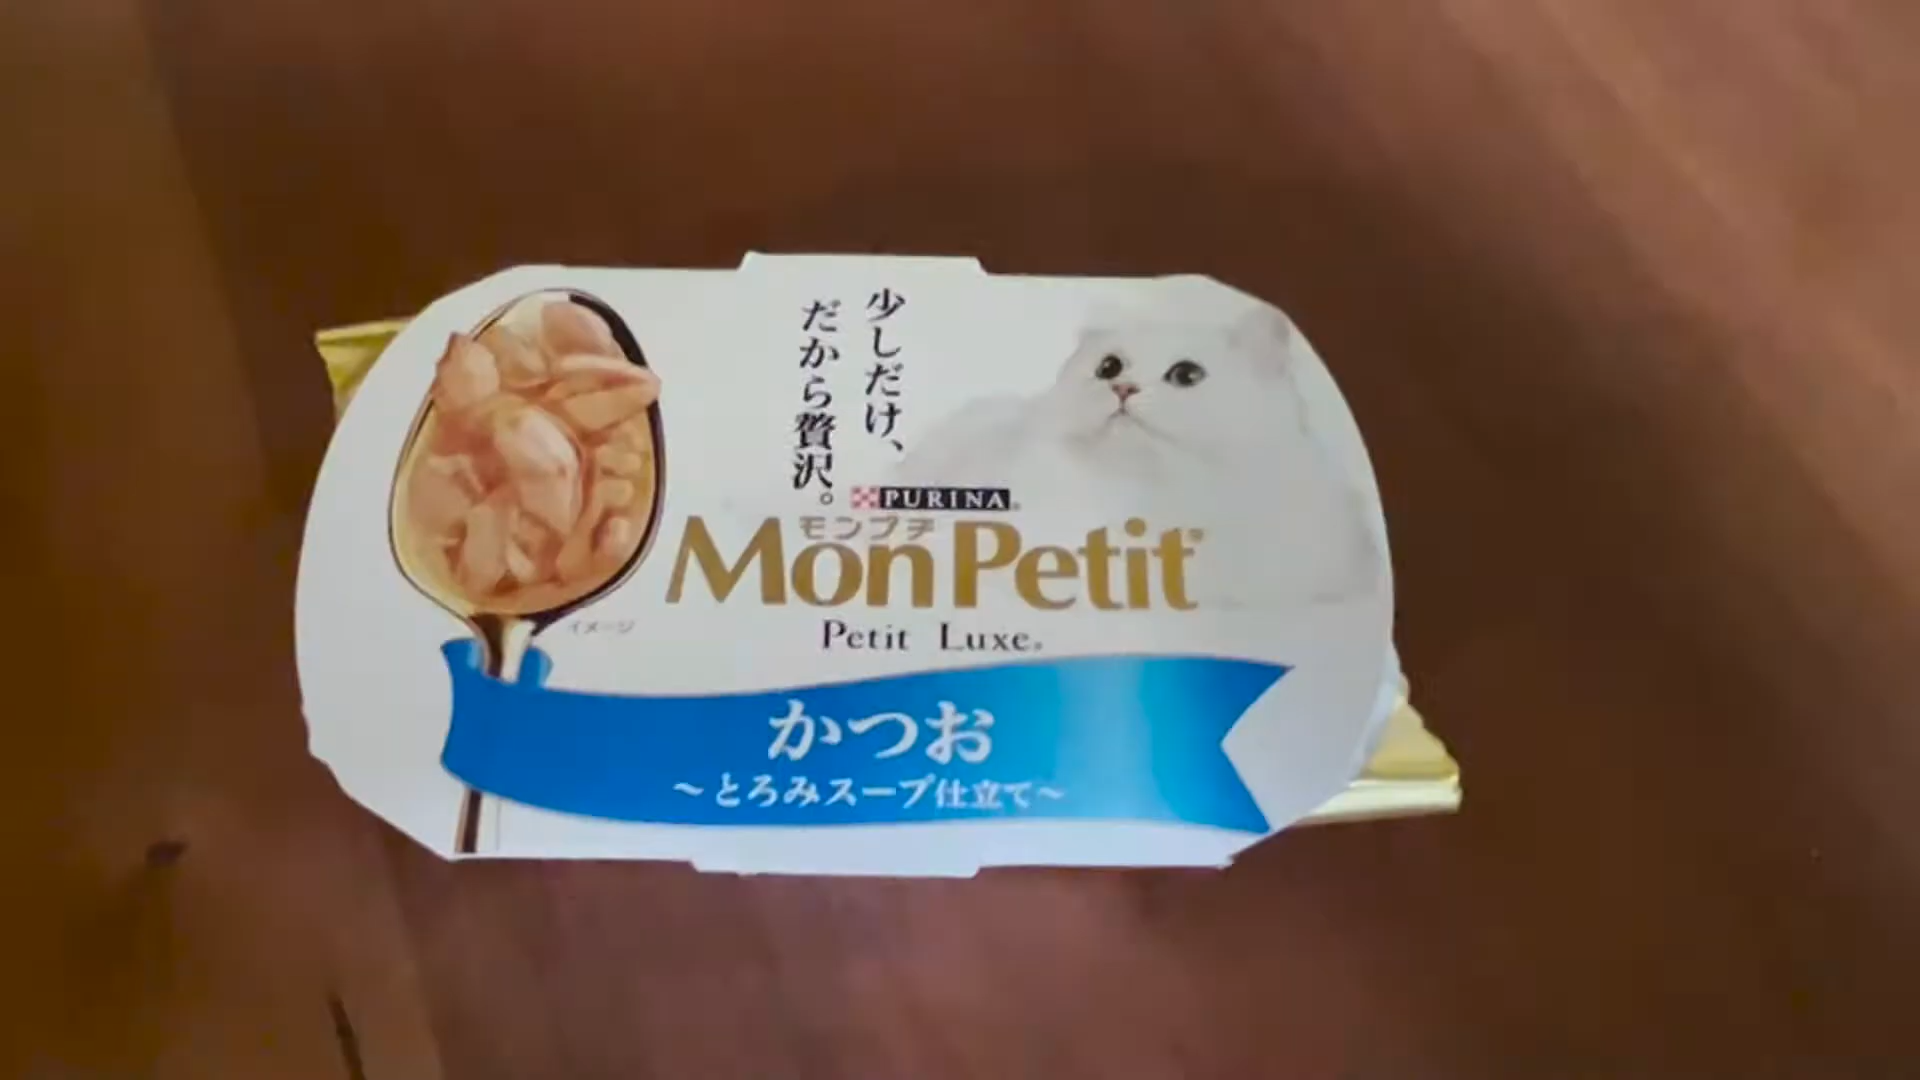 少しだけ、
だから贅沢。
PURINA
モンプチ
MonPetit
Petit Luxe
イメージ
かつお
～とろみスープ仕立て～